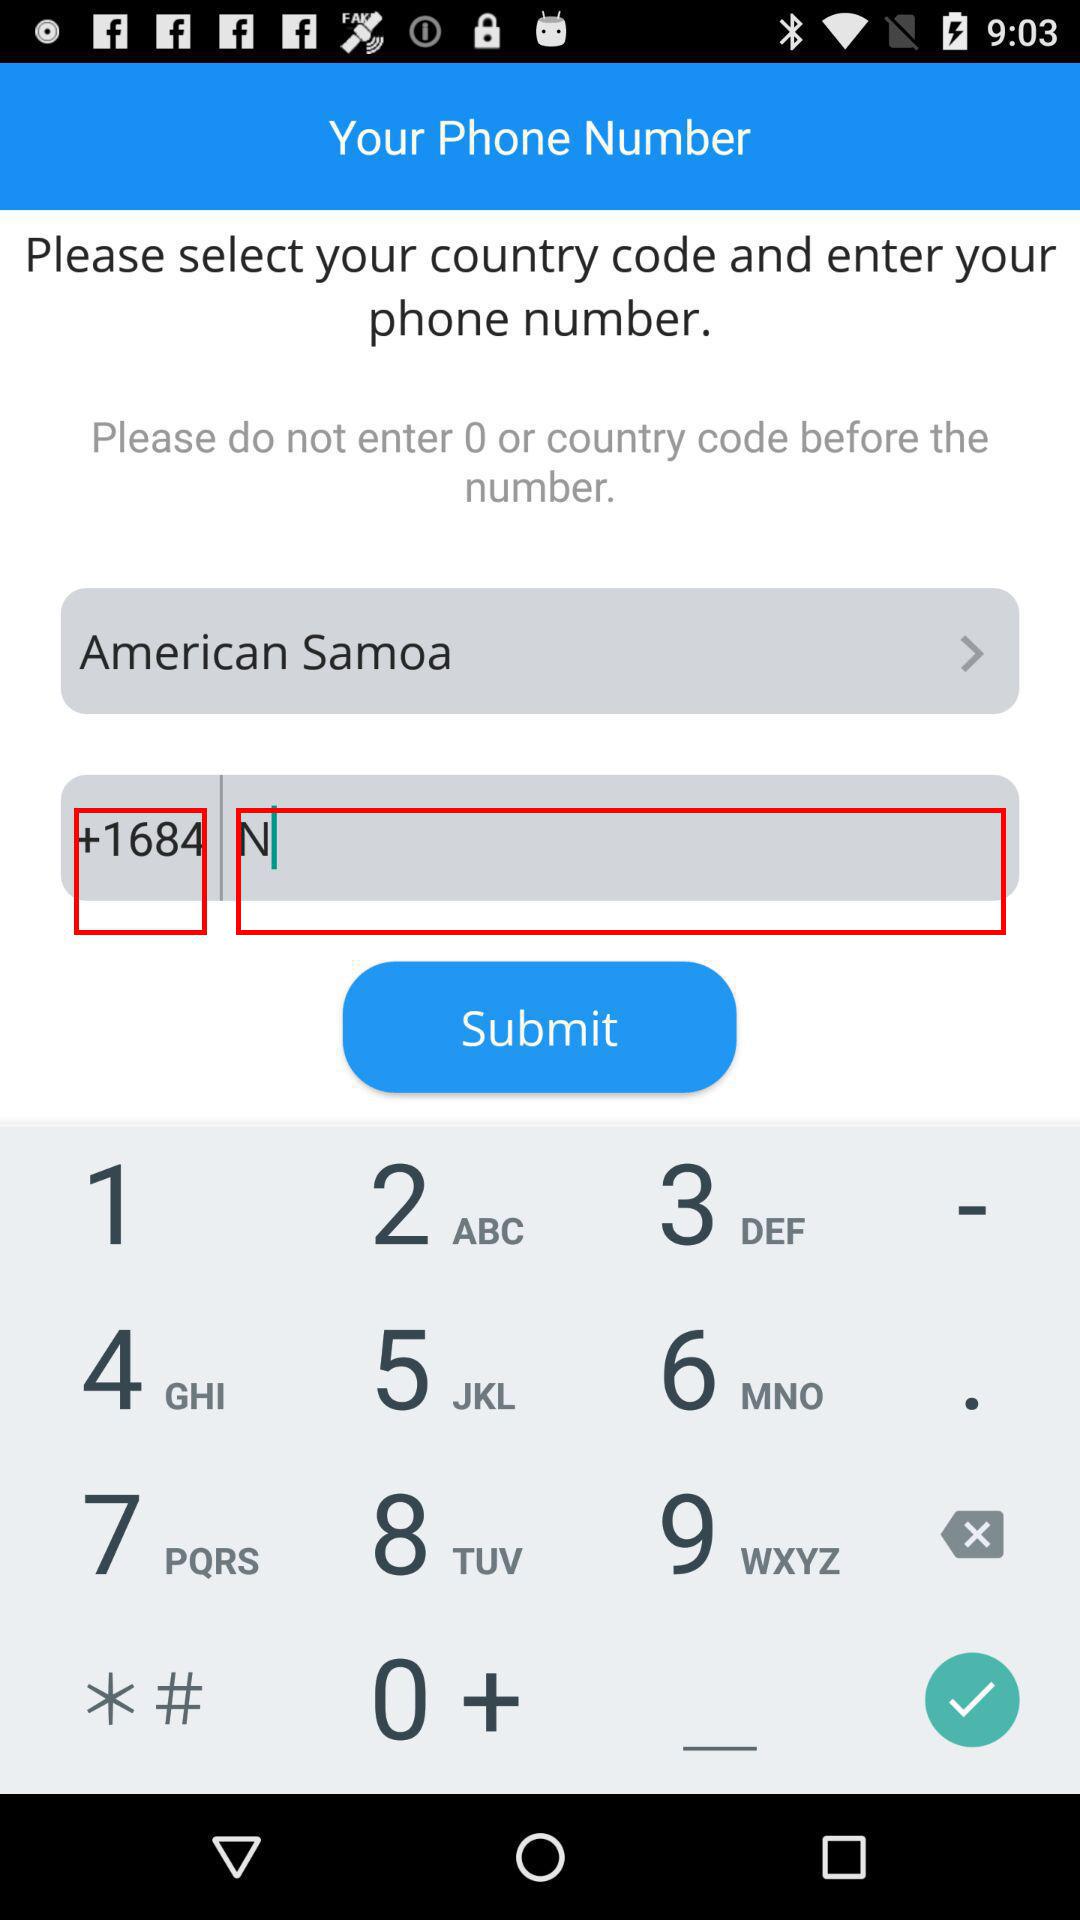 FAKE
9:03
Your Phone Number
Please select your country code and enter your
phone number.
Please do not enter 0 or country code before the
number.
American Samoa
+1684 N
Submit
1 2 ABC 3 DEF -
4 GHI 5 JKL 6 MNO .
7 PQRS 8 TUV 9 WXYZ
* # 0 + _